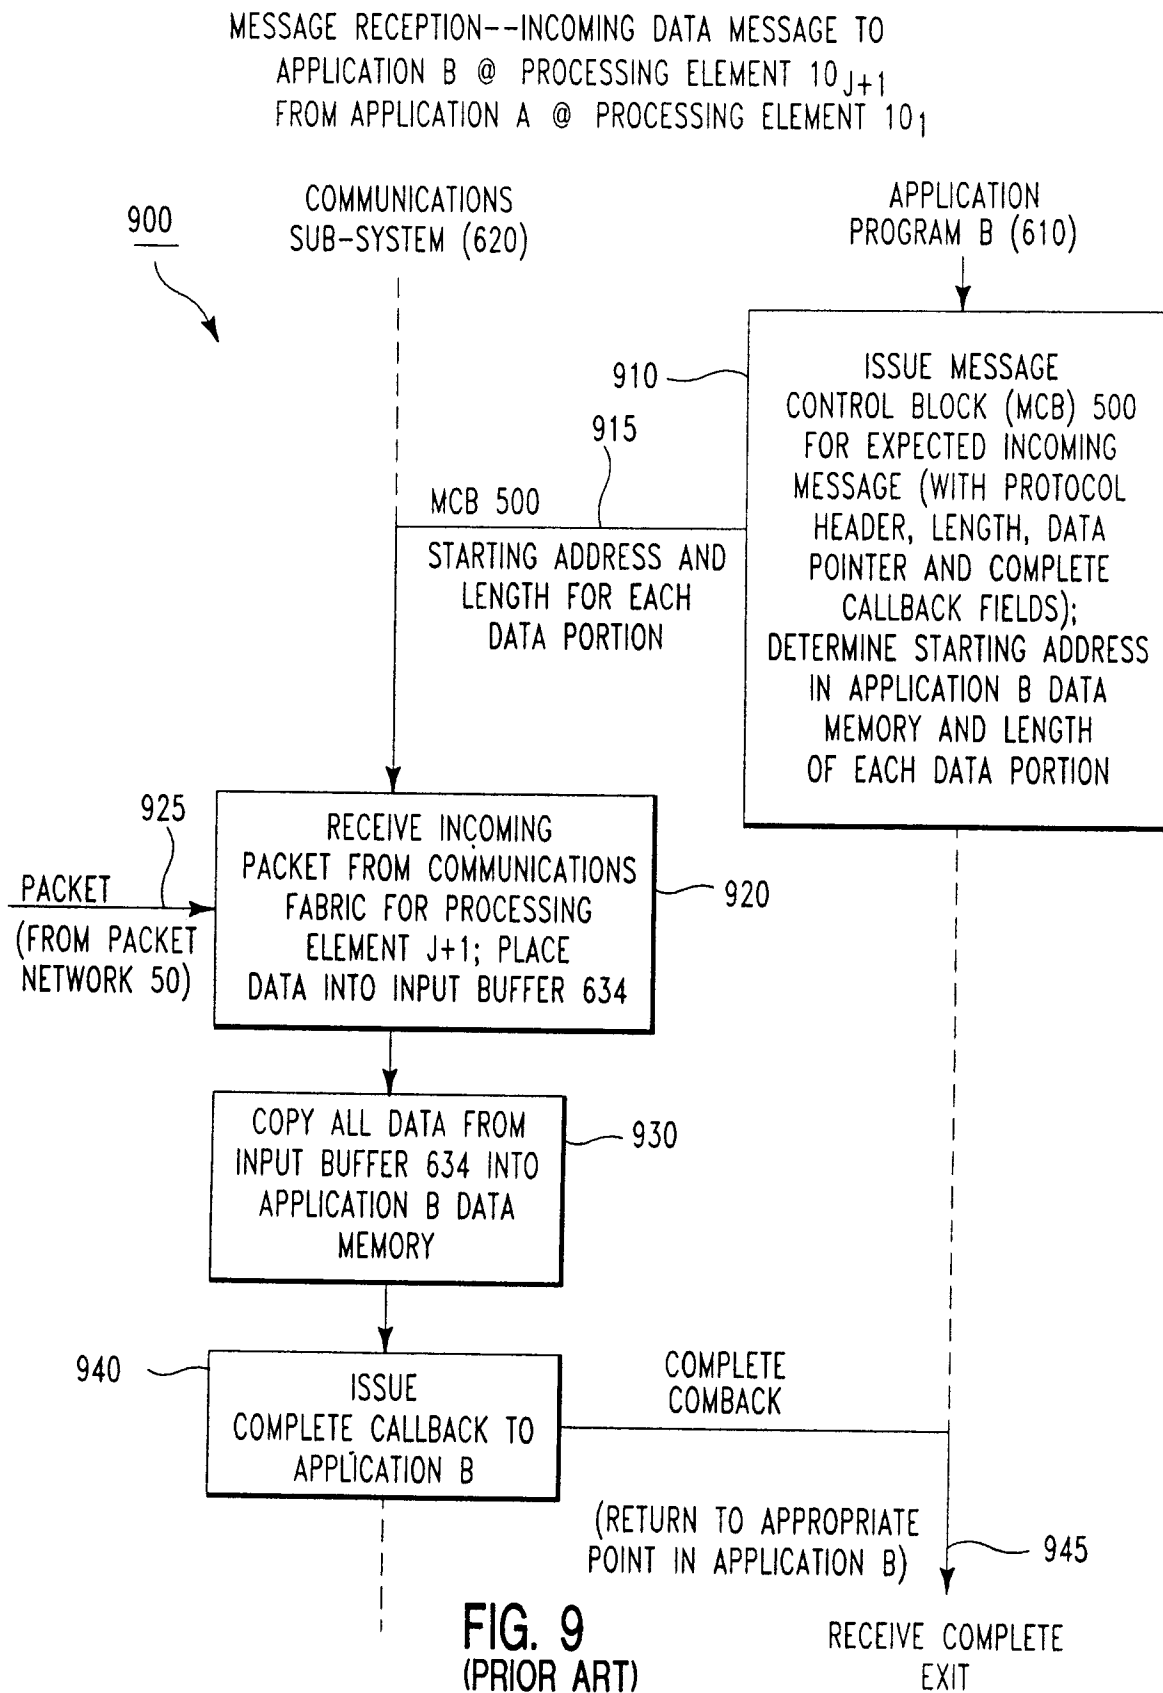 MESSAGE RECEPTION--INCOMING DATA MESSAGE TO
APPLICATION B @ PROCESSING ELEMENT 10J+1
FROM APPLICATION A @ PROCESSING ELEMENT 101
900
COMMUNICATIONS
SUB-SYSTEM (620)
APPLICATION
PROGRAM B (610)
910
ISSUE MESSAGE
CONTROL BLOCK (MCB) 500
FOR EXPECTED INCOMING
MESSAGE (WITH PROTOCOL
HEADER, LENGTH, DATA
POINTER AND COMPLETE
CALLBACK FIELDS);
DETERMINE STARTING ADDRESS
IN APPLICATION B DATA
MEMORY AND LENGTH
OF EACH DATA PORTION
915
MCB 500
STARTING ADDRESS AND
LENGTH FOR EACH
DATA PORTION
925
PACKET
(FROM PACKET
NETWORK 50)
RECEIVE INCOMING
PACKET FROM COMMUNICATIONS
FABRIC FOR PROCESSING
ELEMENT J+1; PLACE
DATA INTO INPUT BUFFER 634
920
COPY ALL DATA FROM
INPUT BUFFER 634 INTO
APPLICATION B DATA
MEMORY
930
940
ISSUE
COMPLETE CALLBACK TO
APPLICATION B
COMPLETE
COMBACK
(RETURN TO APPROPRIATE
POINT IN APPLICATION B)
945
RECEIVE COMPLETE
EXIT
FIG. 9
(PRIOR ART)